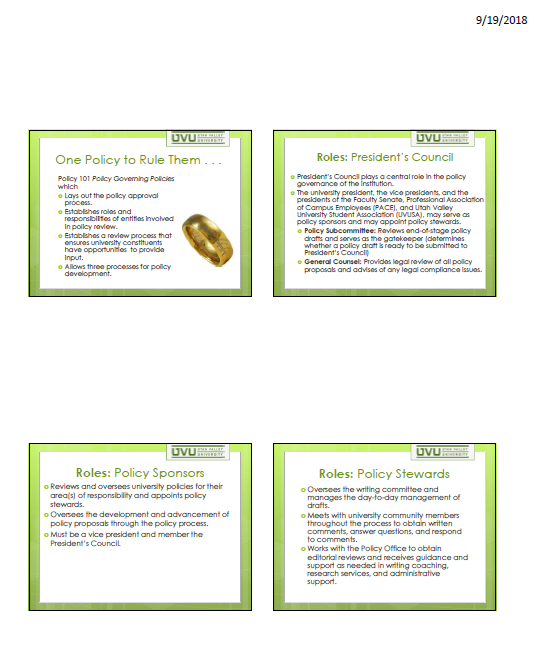 9/19/2018
UVU UTAH VALLEY
UNIVERSITY
One Policy to Rule Them . . .
Policy 101 Policy Governing Policies
which
Lays out the policy approval
process.
Establishes roles and
responsibilities of entities involved
in policy review.
Establishes a review process that
ensures university constituents
have opportunities to provide
input.
Allows three processes for policy
development.
UVU UTAH VALLEY
UNIVERSITY
Roles: President's Council
President's Council plays a central role in the policy
governance of the institution.
The university president, the vice presidents, and the
presidents of the Faculty Senate, Professional Association
of Campus Employees (PACE), and Utah Valley
University Student Association (UVUSA), may serve as
policy sponsors and may appoint policy stewards.
Policy Subcommittee: Reviews end-of-stage policy
drafts and serves as the gatekeeper (determines
whether a policy draft is ready to be submitted to
President's Council)
General Counsel: Provides legal review of all policy
proposals and advises of any legal compliance issues.
UVU UTAH VALLEY
UNIVERSITY
Roles: Policy Sponsors
Reviews and oversees university policies for their
area(s) of responsibility and appoints policy
stewards.
Oversees the development and advancement of
policy proposals through the policy process.
Must be a vice president and member the
President's Council.
UVU UTAH VALLEY
UNIVERSITY
Roles: Policy Stewards
Oversees the writing committee and
manages the day-to-day management of
drafts.
Meets with university community members
throughout the process to obtain written
comments, answer questions, and respond
to comments.
Works with the Policy Office to obtain
editorial reviews and receives guidance and
support as needed in writing coaching,
research services, and administrative
support.